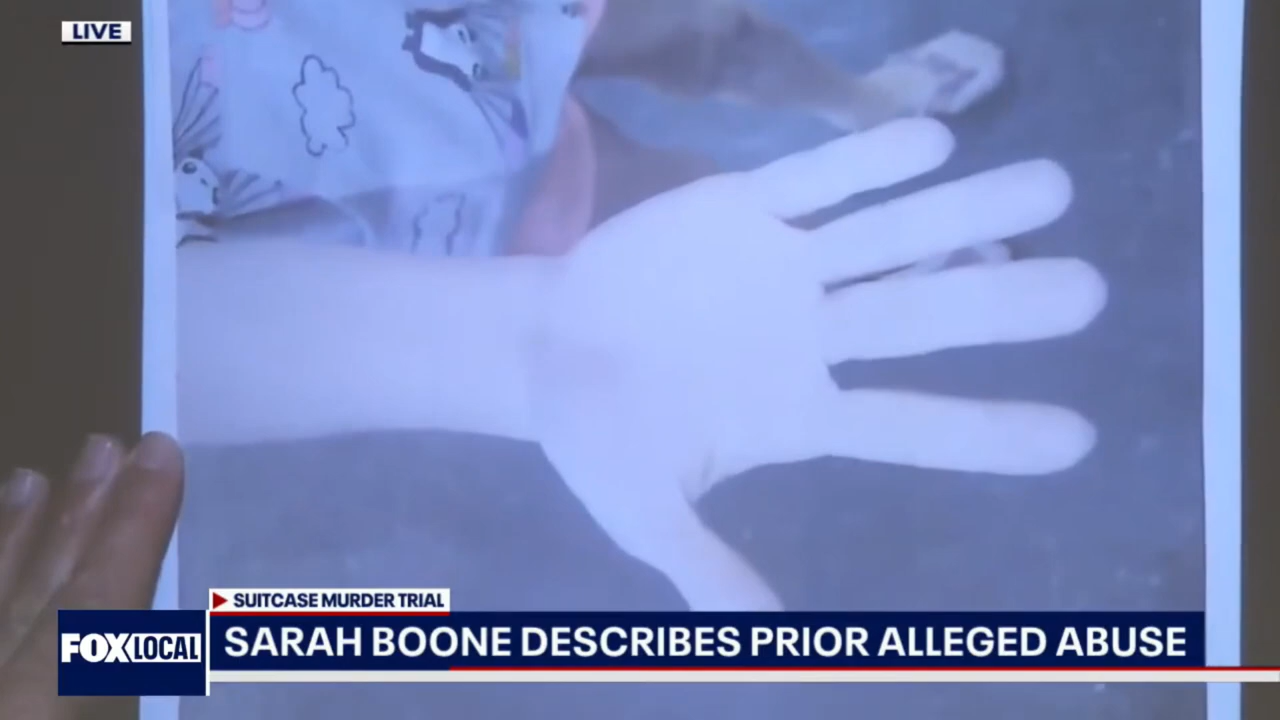 LIVE
SUITCASE MURDER TRIAL
FOX LOCAL
SARAH BOONE DESCRIBES PRIOR ALLEGED ABUSE